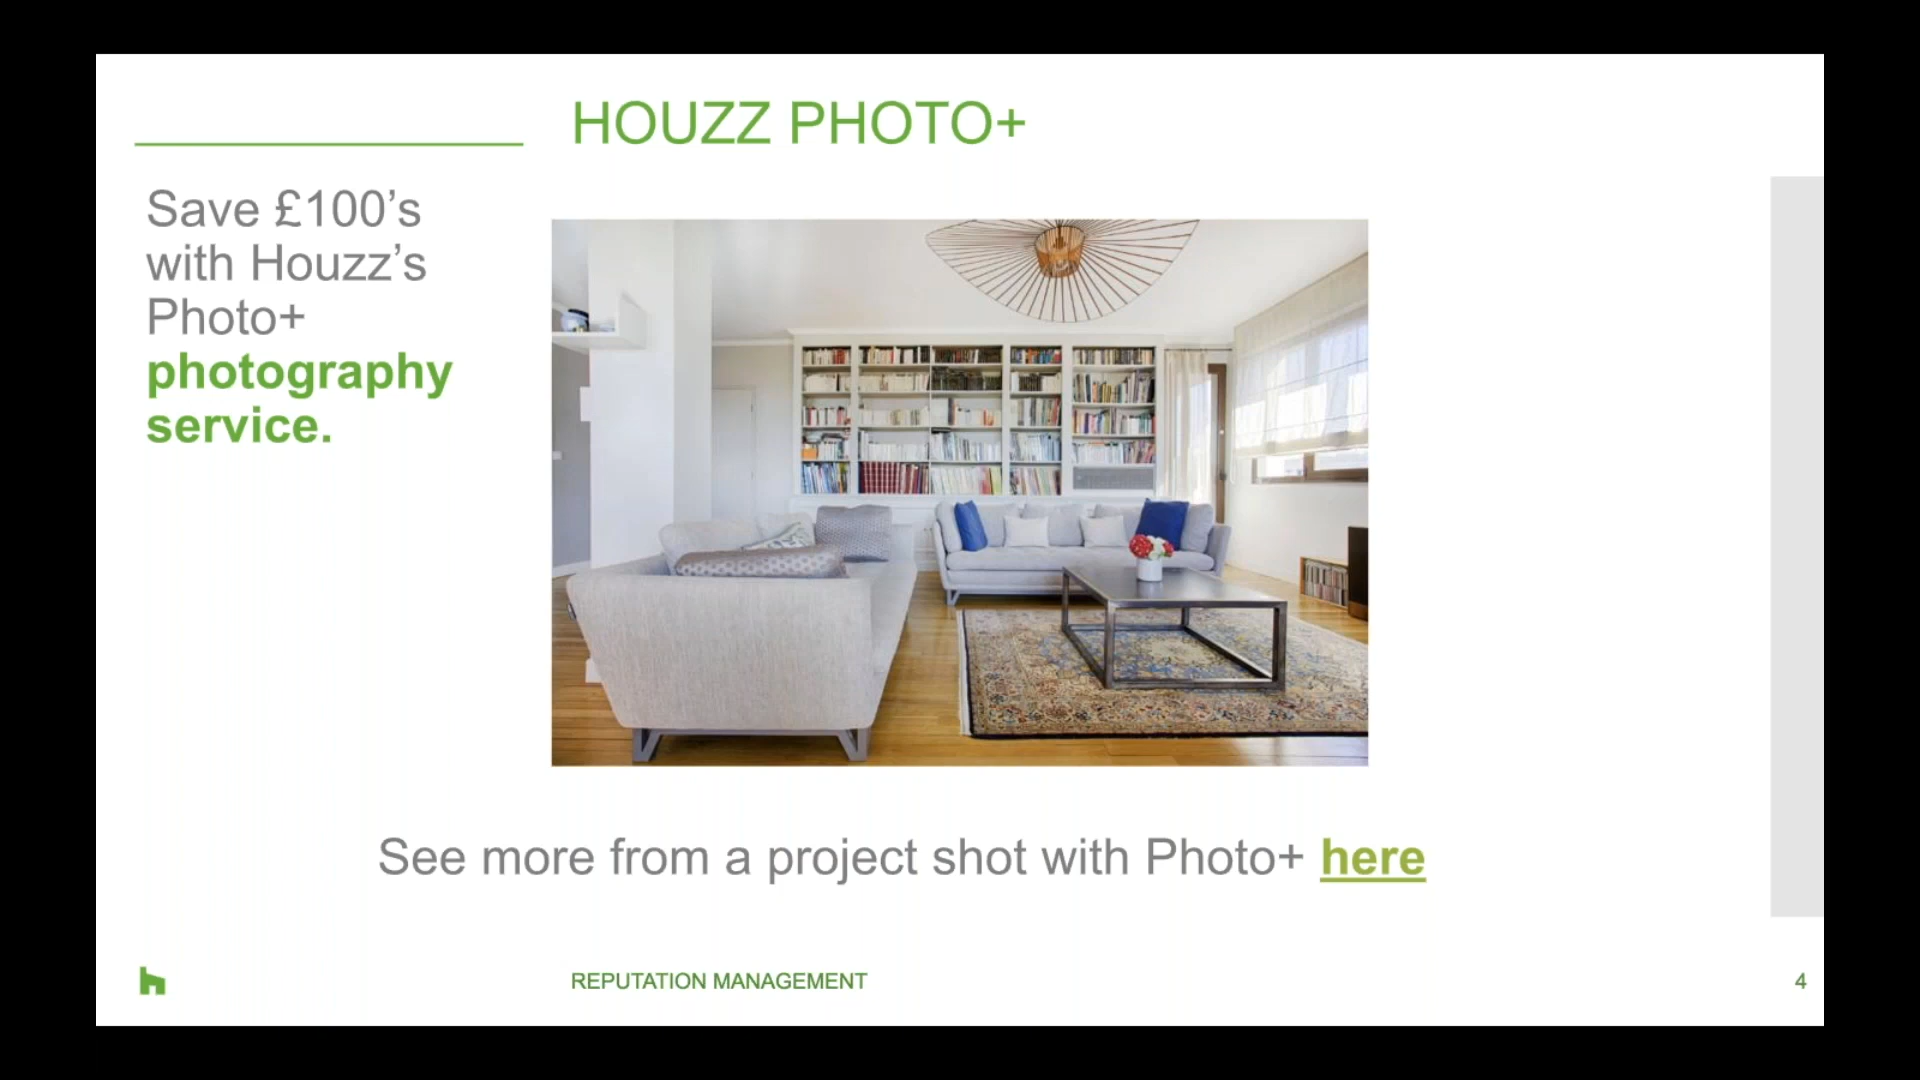 HOUZZ PHOTO+
Save £100’s
with Houzz’s
Photo+
photography
service.
See more from a project shot with Photo+ here
REPUTATION MANAGEMENT
4